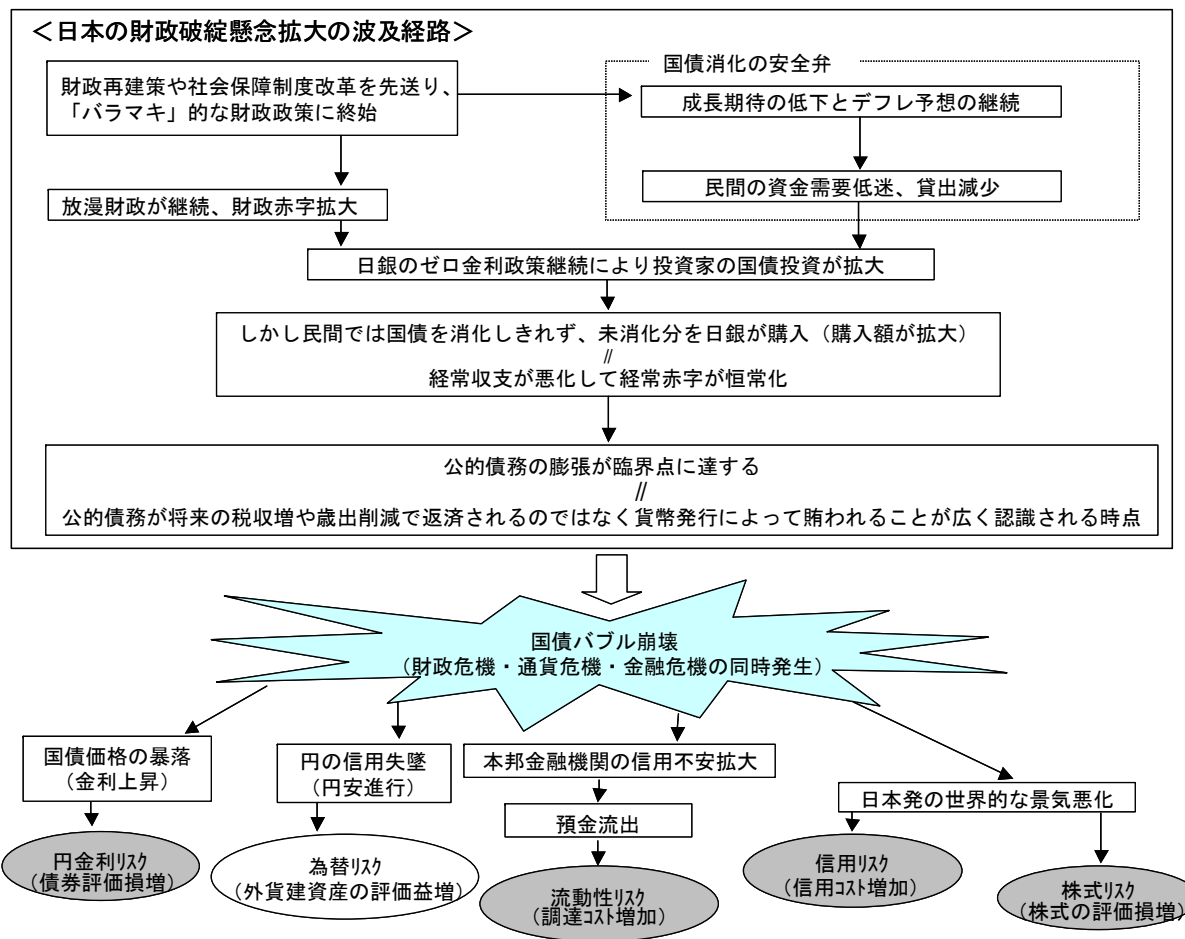 ＜日本の財政破綻懸念拡大の波及経路＞
財政再建策や社会保障制度改革を先送り、
「バラマキ」的な財政政策に終始
国債消化の安全弁
成長期待の低下とデフレ予想の継続
民間の資金需要低迷、貸出減少
放漫財政が継続、財政赤字拡大
日銀のゼロ金利政策継続により投資家の国債投資が拡大
しかし民間では国債を消化しきれず、未消化分を日銀が購入（購入額が拡大）
〃
経常収支が悪化して経常赤字が恒常化
公的債務の膨張が臨界点に達する
〃
公的債務が将来の税収増や歳出削減で返済されるのではなく貨幣発行によって賄われることが広く認識される時点
国債バブル崩壊
（財政危機・通貨危機・金融危機の同時発生）
国債価格の暴落
（金利上昇）
円金利ﾘｽｸ
（債券評価損増）
円の信用失墜
（円安進行）
為替ﾘｽｸ
（外貨建資産の評価益増）
本邦金融機関の信用不安拡大
預金流出
流動性ﾘｽｸ
（調達ｺｽﾄ増加）
日本発の世界的な景気悪化
信用ﾘｽｸ
（信用ｺｽﾄ増加）
株式ﾘｽｸ
（株式の評価損増）